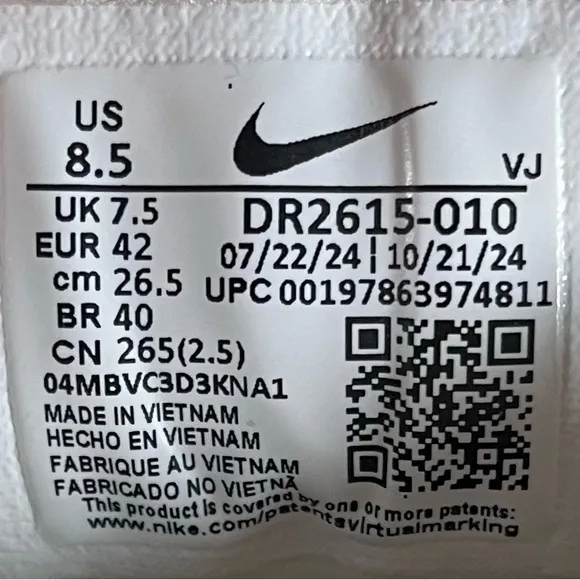 US
8.5
VJ
UK 7.5
DR2615-010
EUR 42
07/22/24 | 10/21/24
cm 26.5
UPC 00197863974811
BR 40
CN 265(2.5)
04MBVC3D3KNA1
MADE IN VIETNAM
HECHO EN VIETNAM
FABRIQUE AU VIETNAM
FABRICADO NO VIETNÃ
This product is covered by one or more patents:
www.nike.com/patentsvirtualmarking